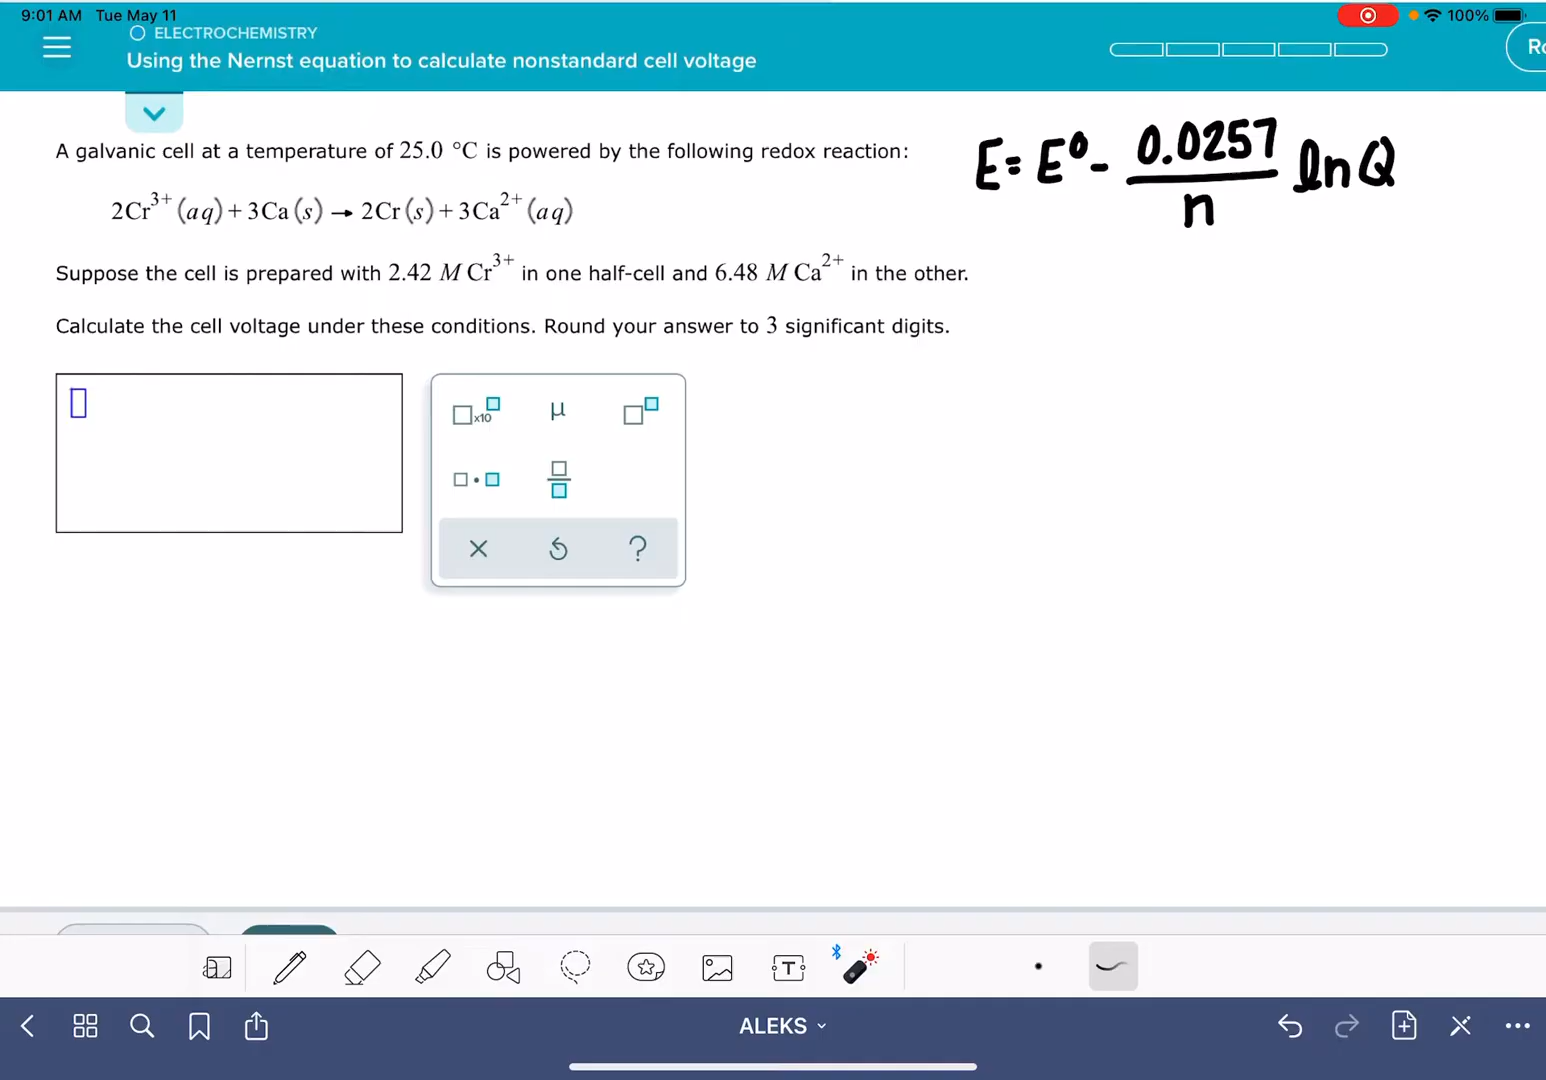 9:01 AM Tue May 11
100%
ELECTROCHEMISTRY
Using the Nernst equation to calculate nonstandard cell voltage
A galvanic cell at a temperature of 25.0 °C is powered by the following redox reaction:
E = E⁰ - 0.0257/n ln Q
2Cr³⁺(aq) + 3Ca(s) → 2Cr(s) + 3Ca²⁺(aq)
Suppose the cell is prepared with 2.42 M Cr³⁺ in one half-cell and 6.48 M Ca²⁺ in the other.
Calculate the cell voltage under these conditions. Round your answer to 3 significant digits.
x10 μ
?
a
T
ALEKS